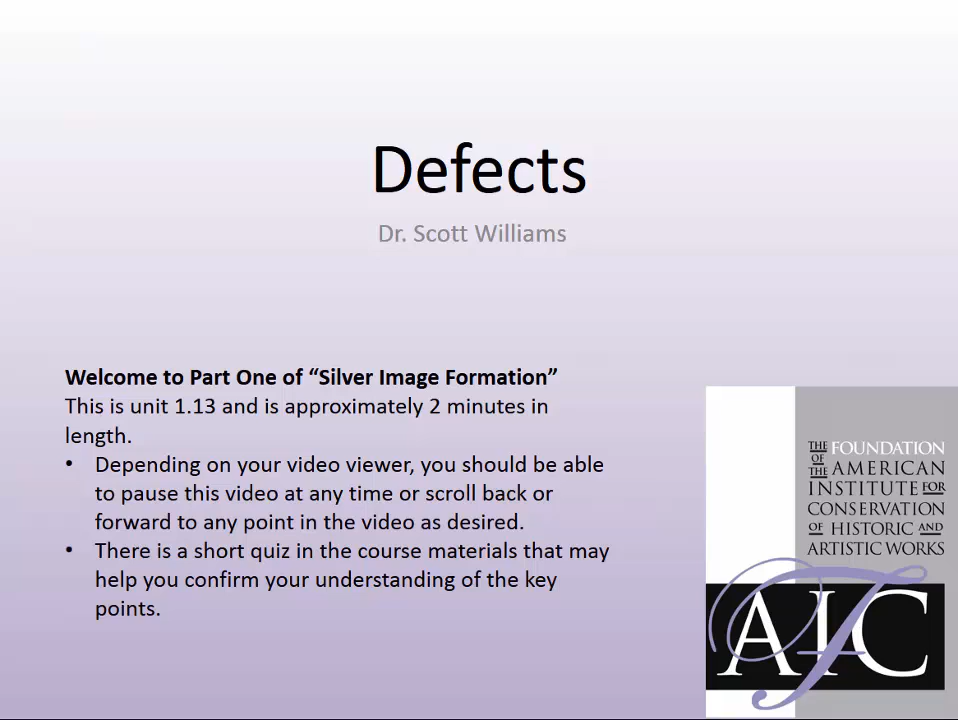 Defects
Dr. Scott Williams
Welcome to Part One of “Silver Image Formation”
This is unit 1.13 and is approximately 2 minutes in
length.
• Depending on your video viewer, you should be able
to pause this video at any time or scroll back or
forward to any point in the video as desired.
• There is a short quiz in the course materials that may
help you confirm your understanding of the key
points.
THE FOUNDATION
OF
THE AMERICAN
INSTITUTE FOR
CONSERVATION
OF HISTORIC AND
ARTISTIC WORKS
F
AIC